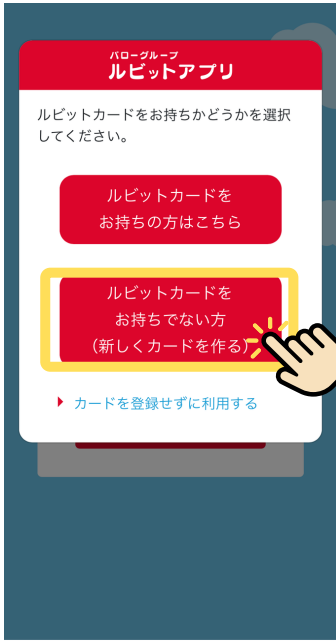 バローグループ
ルビットアプリ
ルビットカードをお持ちかどうかを選択
してください。
ルビットカードを
お持ちの方はこちら
ルビットカードを
お持ちでない方
（新しくカードを作る）
カードを登録せずに利用する